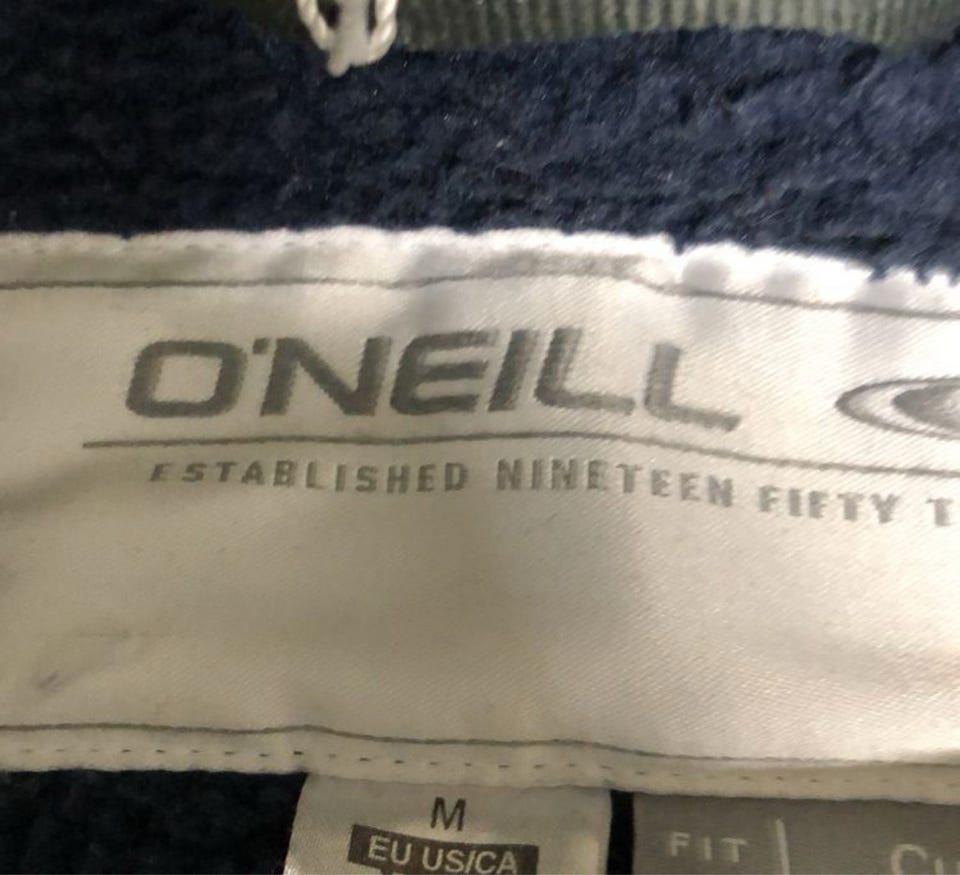 O'NEILL
ESTABLISHED NINETEEN FIFTY T
M
EU US/CA
FIT